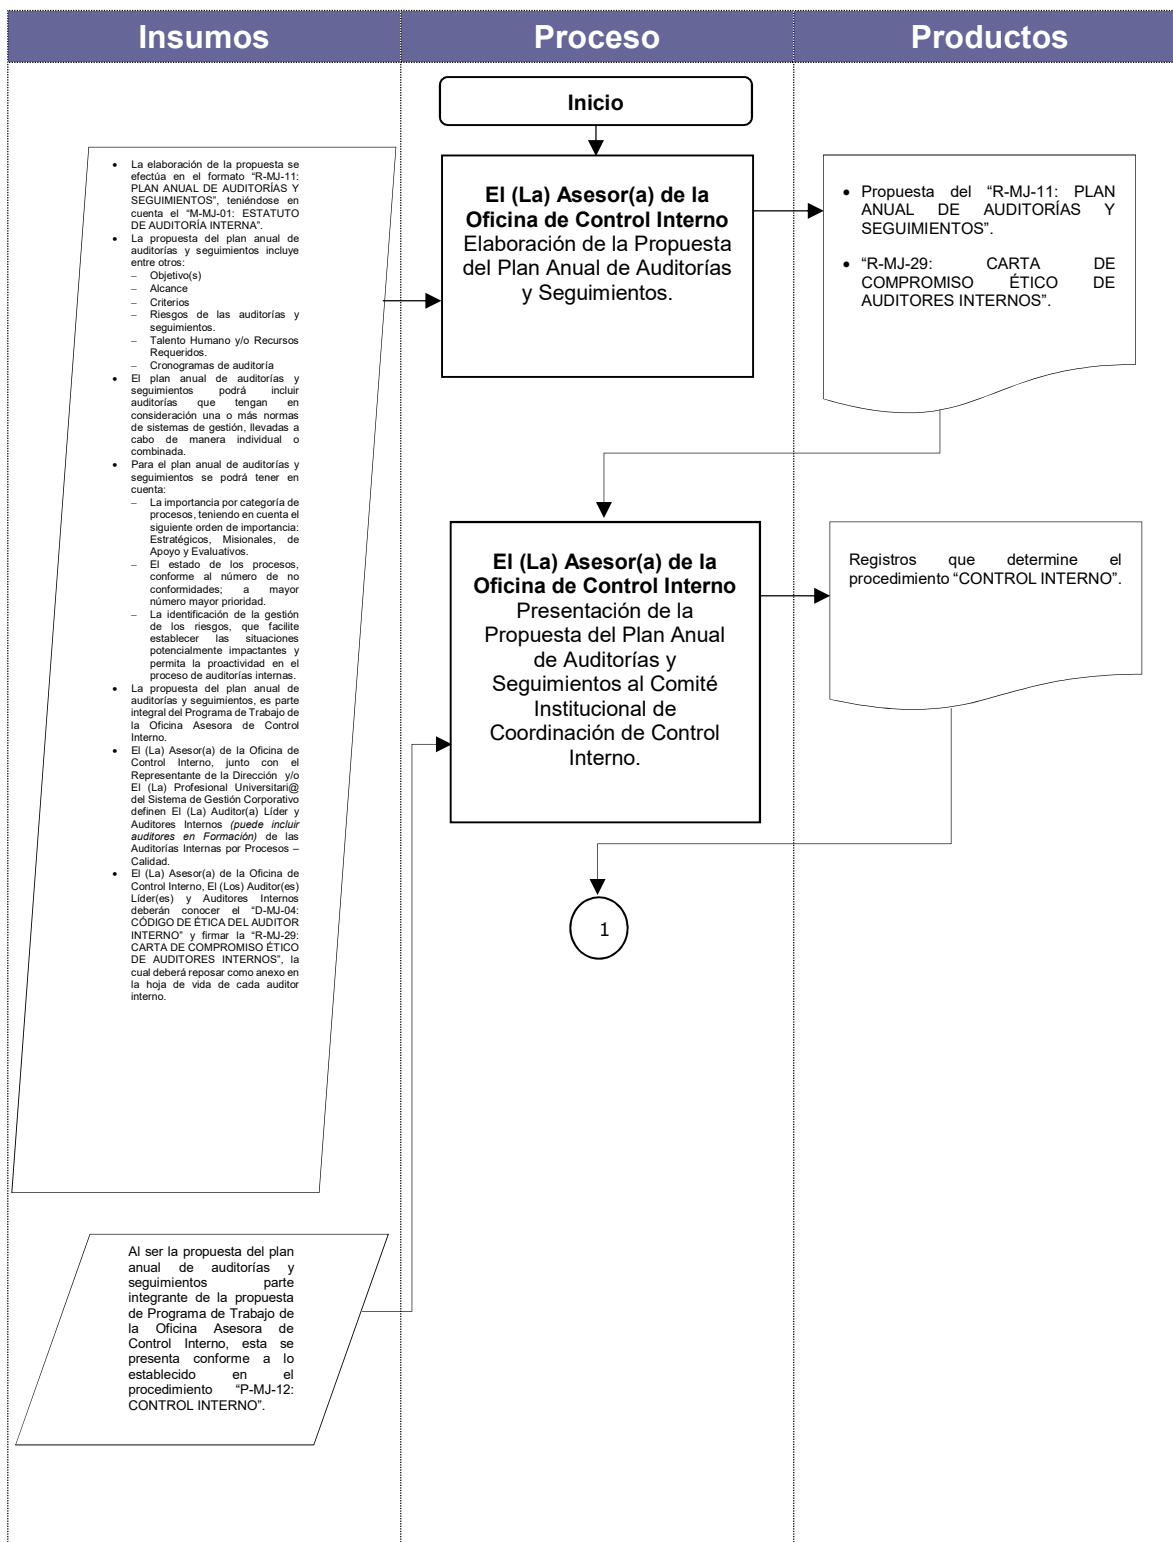 Insumos
Proceso
Productos
Inicio
• La elaboración de la propuesta se
efectúa en el formato “R-MJ-11:
PLAN ANUAL DE AUDITORÍAS Y
SEGUIMIENTOS”, teniéndose en
cuenta el “M-MJ-01: ESTATUTO
DE AUDITORÍA INTERNA”.
• La propuesta del plan anual de
auditorías y seguimientos incluye
entre otros:
– Objetivo(s)
– Alcance
– Criterios
– Riesgos de las auditorías y
seguimientos.
– Talento Humano y/o Recursos
Requeridos.
– Cronogramas de auditoría
• El plan anual de auditorías y
seguimientos podrá incluir
auditorías que tengan en
consideración una o más normas
de sistemas de gestión, llevadas a
cabo de manera individual o
combinada.
• Para el plan anual de auditorías y
seguimientos se podrá tener en
cuenta:
– La importancia por categoría de
procesos, teniendo en cuenta el
siguiente orden de importancia:
Estratégicos, Misionales, de
Apoyo y Evaluativos.
– El estado de los procesos,
conforme al número de no
conformidades; a mayor
número mayor prioridad.
– La identificación de la gestión
de los riesgos, que facilite
establecer las situaciones
potencialmente impactantes y
permita la proactividad en el
proceso de auditorías internas.
• La propuesta del plan anual de
auditorías y seguimientos, es parte
integral del Programa de Trabajo de
la Oficina Asesora de Control
Interno.
• El (La) Asesor(a) de la Oficina de
Control Interno, junto con el
Representante de la Dirección y/o
El (La) Profesional Universitari@
del Sistema de Gestión Corporativo
definen El (La) Auditor(a) Líder y
Auditores Internos (puede incluir
auditores en Formación) de las
Auditorías Internas por Procesos –
Calidad.
• El (La) Asesor(a) de la Oficina de
Control Interno, El (Los) Auditor(es)
Líder(es) y Auditores Internos
deberán conocer el “D-MJ-04:
CÓDIGO DE ÉTICA DEL AUDITOR
INTERNO” y firmar la “R-MJ-29:
CARTA DE COMPROMISO ÉTICO
DE AUDITORES INTERNOS”, la
cual deberá reposar como anexo en
la hoja de vida de cada auditor
interno.
El (La) Asesor(a) de la
Oficina de Control Interno
Elaboración de la Propuesta
del Plan Anual de Auditorías
y Seguimientos.
• Propuesta del “R-MJ-11: PLAN
ANUAL DE AUDITORÍAS Y
SEGUIMIENTOS”.
• “R-MJ-29: CARTA DE
COMPROMISO ÉTICO DE
AUDITORES INTERNOS”.
El (La) Asesor(a) de la
Oficina de Control Interno
Presentación de la
Propuesta del Plan Anual
de Auditorías y
Seguimientos al Comité
Institucional de
Coordinación de Control
Interno.
Registros que determine el
procedimiento “CONTROL INTERNO”.
1
Al ser la propuesta del plan
anual de auditorías y
seguimientos parte
integrante de la propuesta
de Programa de Trabajo de
la Oficina Asesora de
Control Interno, esta se
presenta conforme a lo
establecido en el
procedimiento “P-MJ-12:
CONTROL INTERNO”.